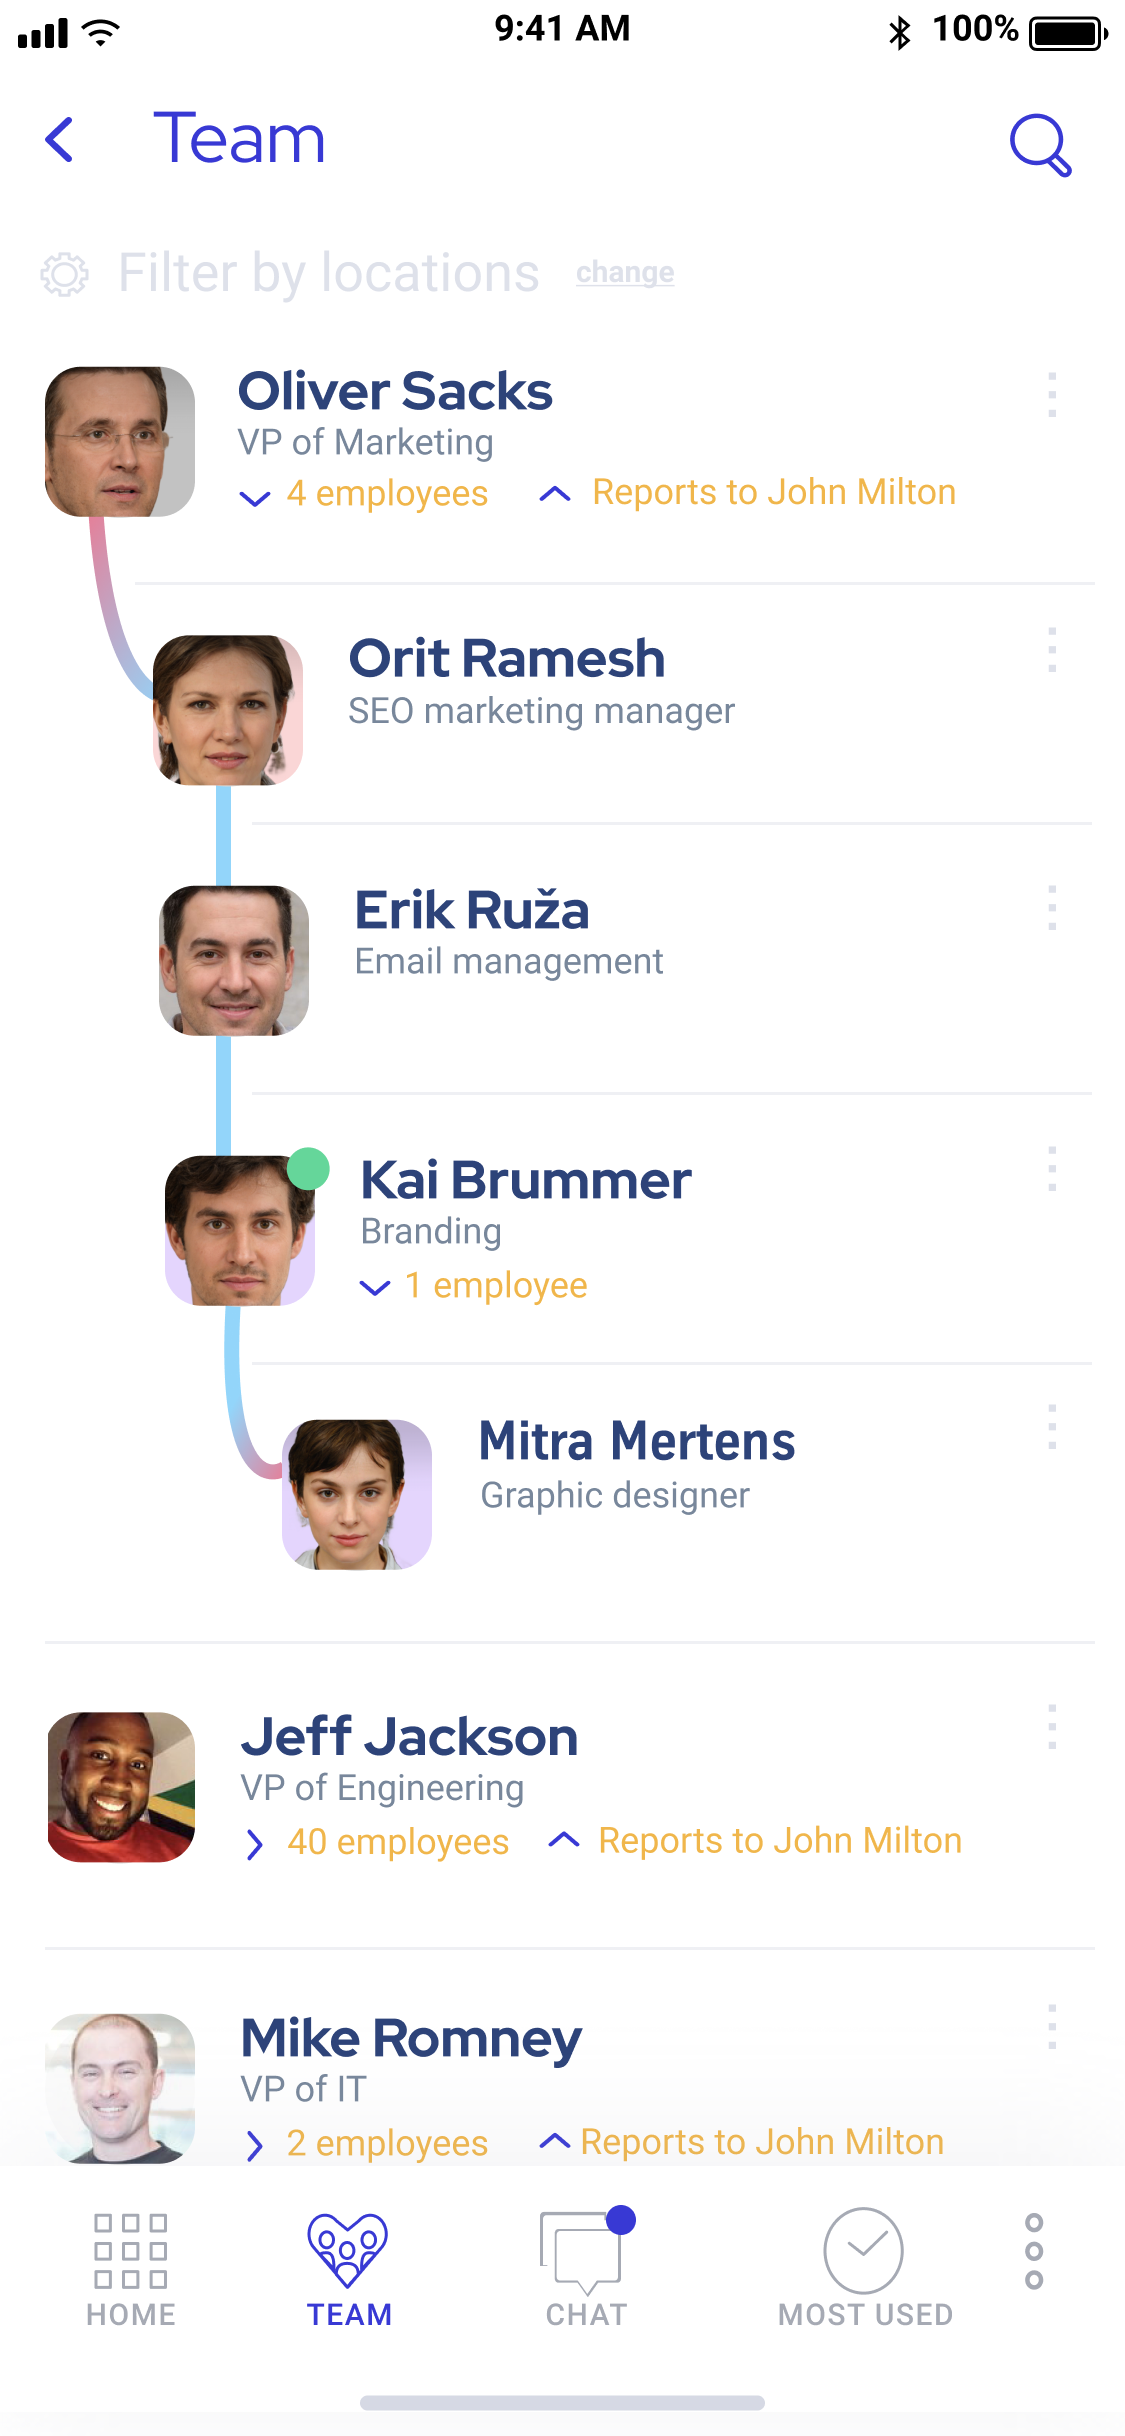 9:41 AM
100%
Team
Filter by locations change
Oliver Sacks
VP of Marketing
4 employees Reports to John Milton
Orit Ramesh
SEO marketing manager
Erik Ruža
Email management
Kai Brummer
Branding
1 employee
Mitra Mertens
Graphic designer
Jeff Jackson
VP of Engineering
40 employees Reports to John Milton
Mike Romney
VP of IT
2 employees Reports to John Milton
HOME TEAM CHAT MOST USED